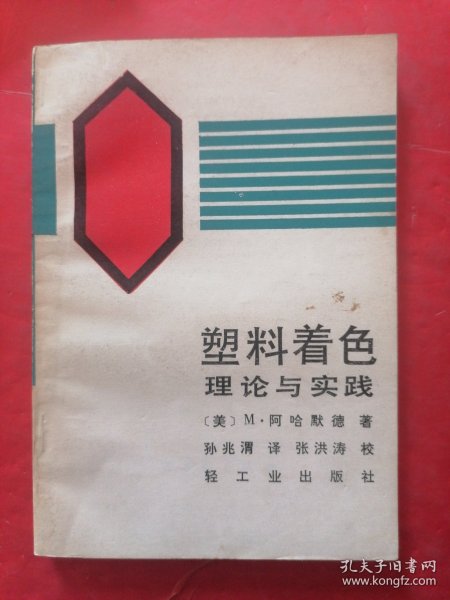 塑料着色
理论与实践
〔美〕M·阿哈默德 著
孙兆渭 译 张洪涛 校
轻工业出版社
孔夫子旧书网
www.kongfz.com